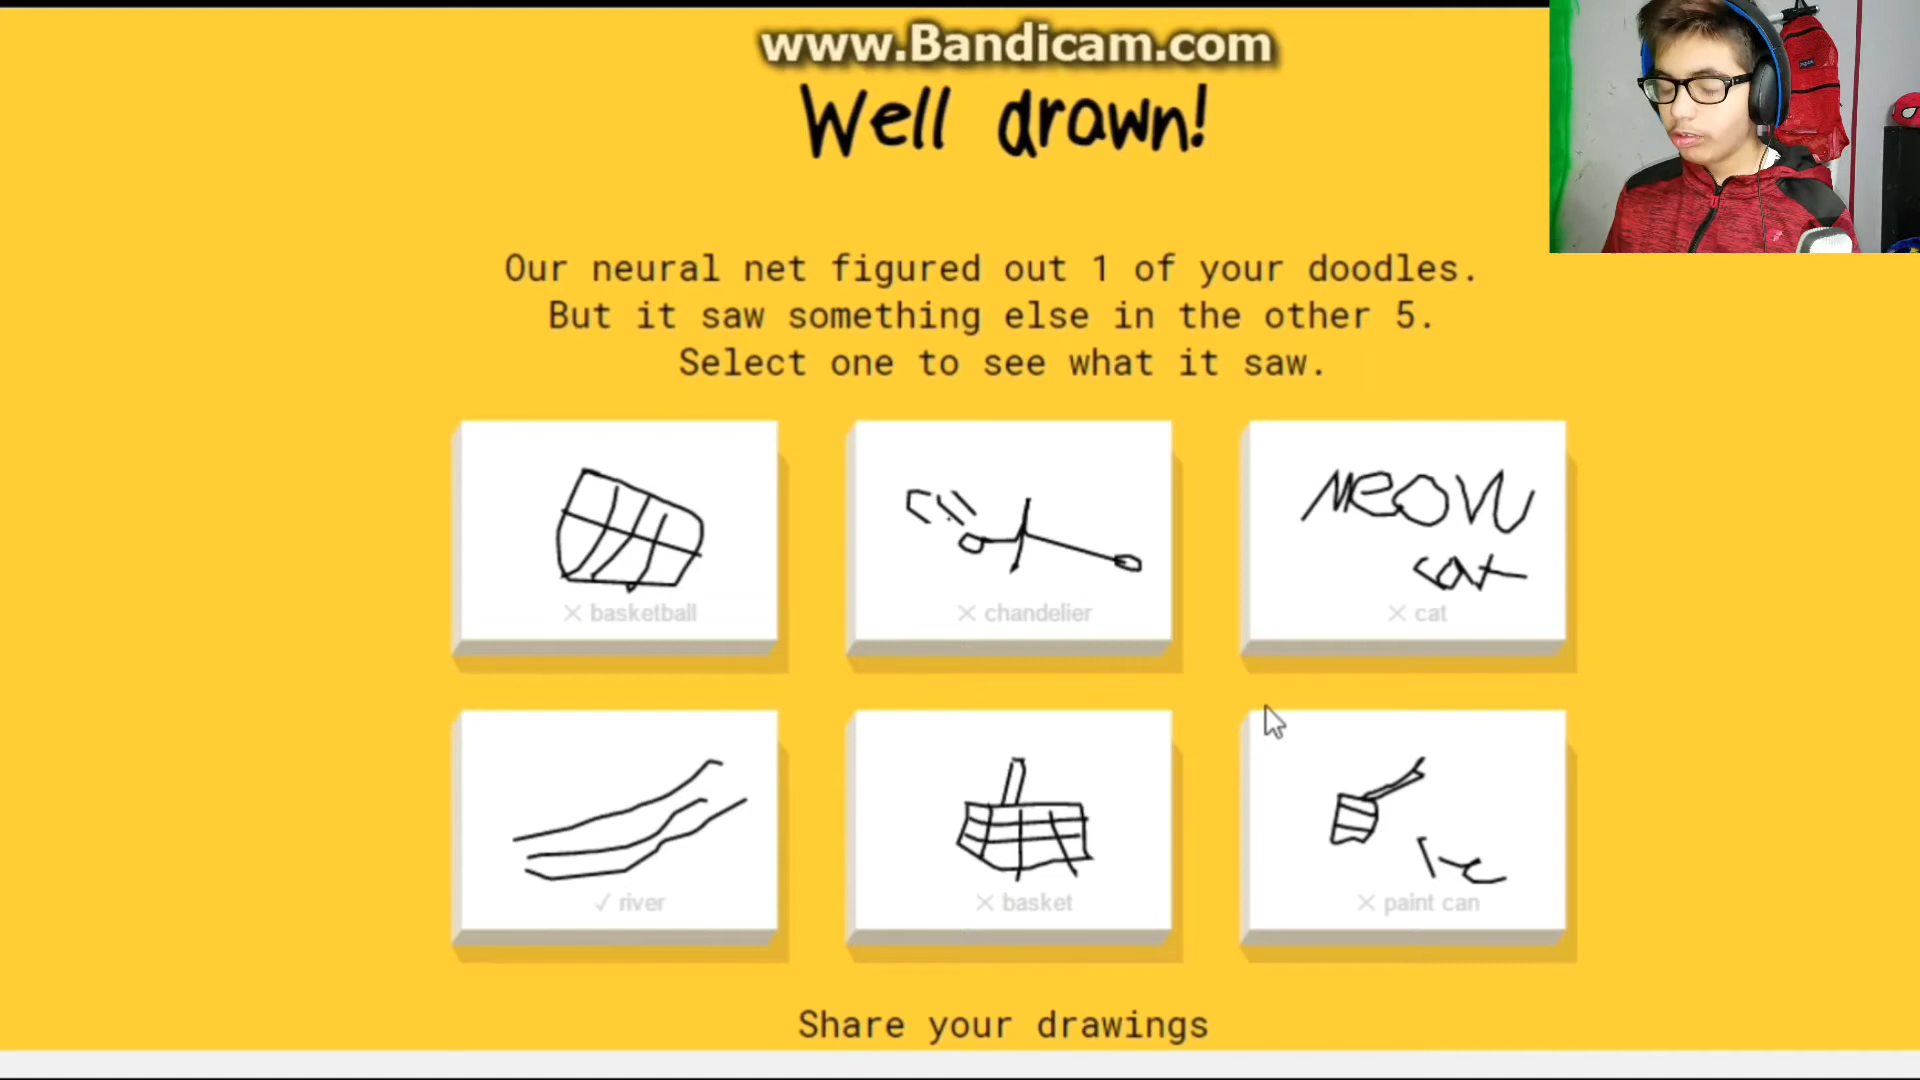 www.Bandicam.com
Well drawn!
Our neural net figured out 1 of your doodles.
But it saw something else in the other 5.
Select one to see what it saw.
MEOW
cat
× basketball
× chandelier
× cat
✓ river
× basket
× paint can
Share your drawings